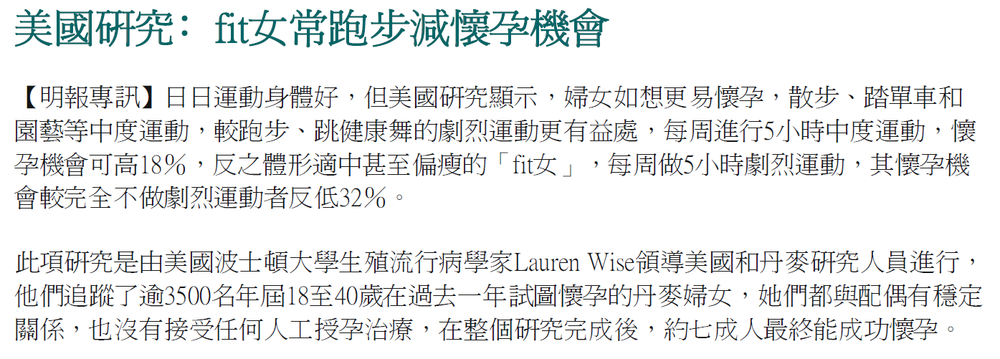 美國研究：fit女常跑步減懷孕機會
【明報專訊】日日運動身體好，但美國研究顯示，婦女如想更易懷孕，散步、踏單車和
園藝等中度運動，較跑步、跳健康舞的劇烈運動更有益處，每周進行5小時中度運動，懷
孕機會可高18%，反之體形適中甚至偏瘦的「fit女」，每周做5小時劇烈運動，其懷孕機
會較完全不做劇烈運動者反低32%。
此項研究是由美國波士頓大學生殖流行病學家Lauren Wise領導美國和丹麥研究人員進行，
他們追蹤了逾3500名年屆18至40歲在過去一年試圖懷孕的丹麥婦女，她們都與配偶有穩定
關係，也沒有接受任何人工授孕治療，在整個研究完成後，約七成人最終能成功懷孕。